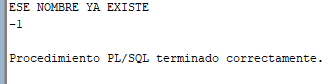 ESE NOMBRE YA EXISTE
-1
Procedimiento PL/SQL terminado correctamente.